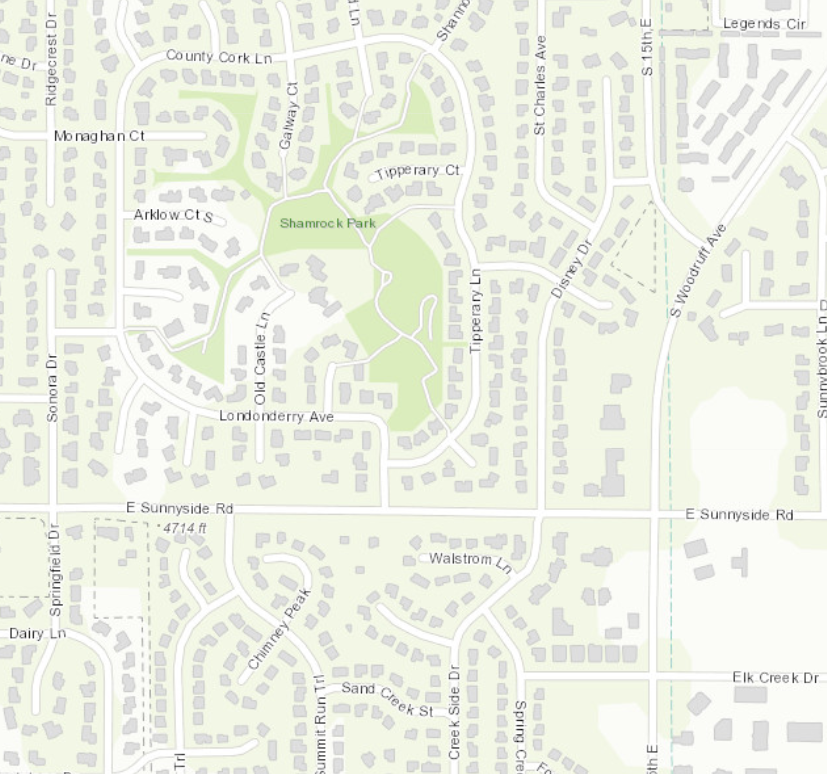 Legends Cir
S 15th E
Ridgecrest Dr
County Cork Ln
St Charles Ave
Galway Ct
Monaghan Ct
Tipperary Ct
Arklow Ct S
Shamrock Park
S Woodruff Ave
Disney Dr
Tipperary Ln
Old Castle Ln
Sonora Dr
Sunnybrook Ln
Londonderry Ave
E Sunnyside Rd
E Sunnyside Rd
4714 ft
Springfield Dr
Walstrom Ln
Chimney Peak
Dairy Ln
Elk Creek Dr
Sand Creek St
Creek Side Dr
Summit Run Trl
Trl